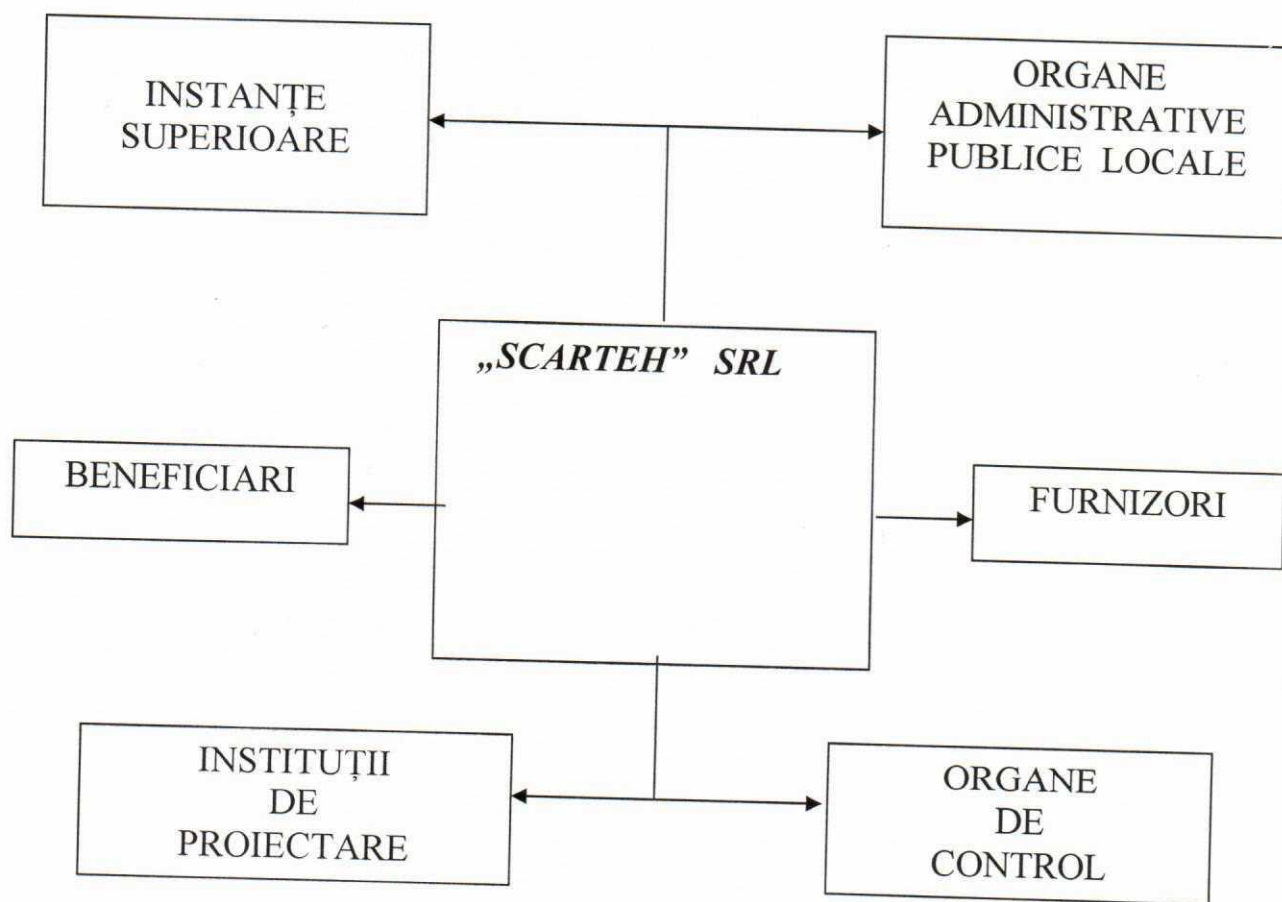 INSTANȚE
SUPERIOARE
ORGANE
ADMINISTRATIVE
PUBLICE LOCALE
„SCARTEH” SRL
BENEFICIARI
FURNIZORI
INSTITUȚII
DE
PROIECTARE
ORGANE
DE
CONTROL